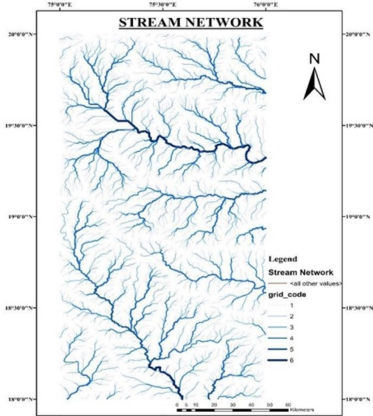 75°0'0"E 75°30'0"E 76°0'0"E
STREAM NETWORK
20°0'0"N 20°0'0"N
N
19°30'0"N 19°30'0"N
19°0'0"N 19°0'0"N
Legend
Stream Network
<all other values>
grid_code
1
2
3
4
5
6
18°30'0"N 18°30'0"N
18°0'0"N 18°0'0"N
0 5 10 20 30 40 50 60
Kilometers